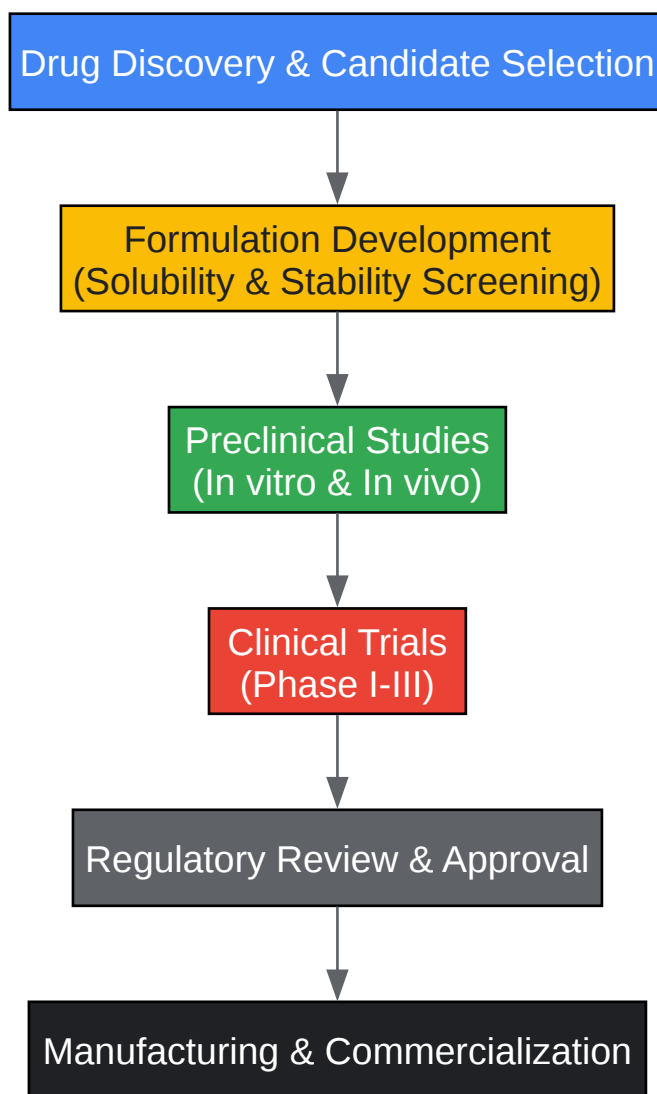 Drug Discovery & Candidate Selection
Formulation Development
(Solubility & Stability Screening)
Preclinical Studies
(In vitro & In vivo)
Clinical Trials
(Phase I-III)
Regulatory Review & Approval
Manufacturing & Commercialization